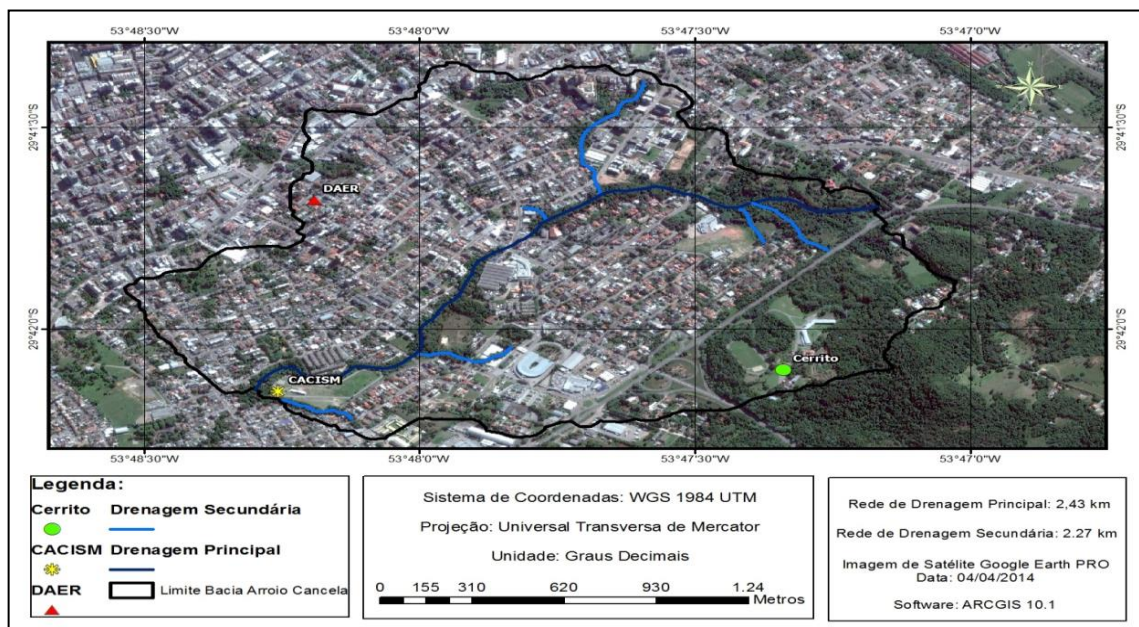 53°48'30"W 53°48'0"W 53°47'30"W 53°47'0"W
29°41'30"S 29°41'30"S
DAER
29°42'0"S 29°42'0"S
Cerrito
CACISM
53°48'30"W 53°48'0"W 53°47'30"W 53°47'0"W
Legenda:
Cerrito Drenagem Secundária
CACISM Drenagem Principal
DAER
Limite Bacia Arroio Cancela
Sistema de Coordenadas: WGS 1984 UTM
Projeção: Universal Transversa de Mercator
Unidade: Graus Decimais
0 155 310 620 930 1.24
Metros
Rede de Drenagem Principal: 2,43 km
Rede de Drenagem Secundária: 2.27 km
Imagem de Satélite Google Earth PRO
Data: 04/04/2014
Software: ARCGIS 10.1